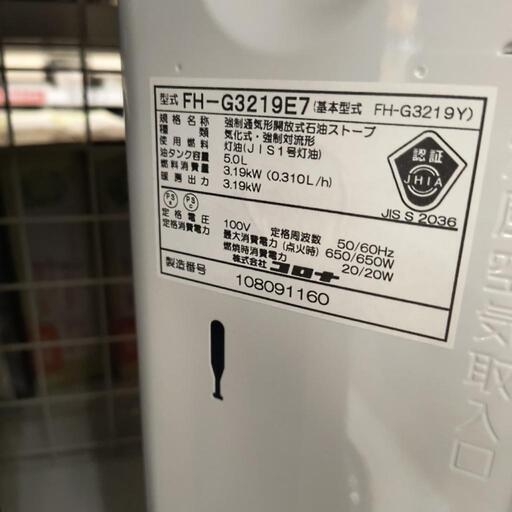 型式 FH-G3219E7(基本型式 FH-G3219Y)
規格名称 強制通気形開放式石油ストーブ
種類 気化式・強制対流形
使用燃料 灯油(JIS1号灯油)
油タンク容量 5.0L
燃料消費量 3.19kW (0.310L/h)
暖房出力 3.19kW
PS E PS C
定格電圧 100V 定格周波数 50/60Hz
定格消費電力 最大消費電力(点火時) 650/650W
燃焼時消費電力 20/20W
株式会社 コロナ
製造番号 108091160
認証
JHIA
JIS S 2036
取入口